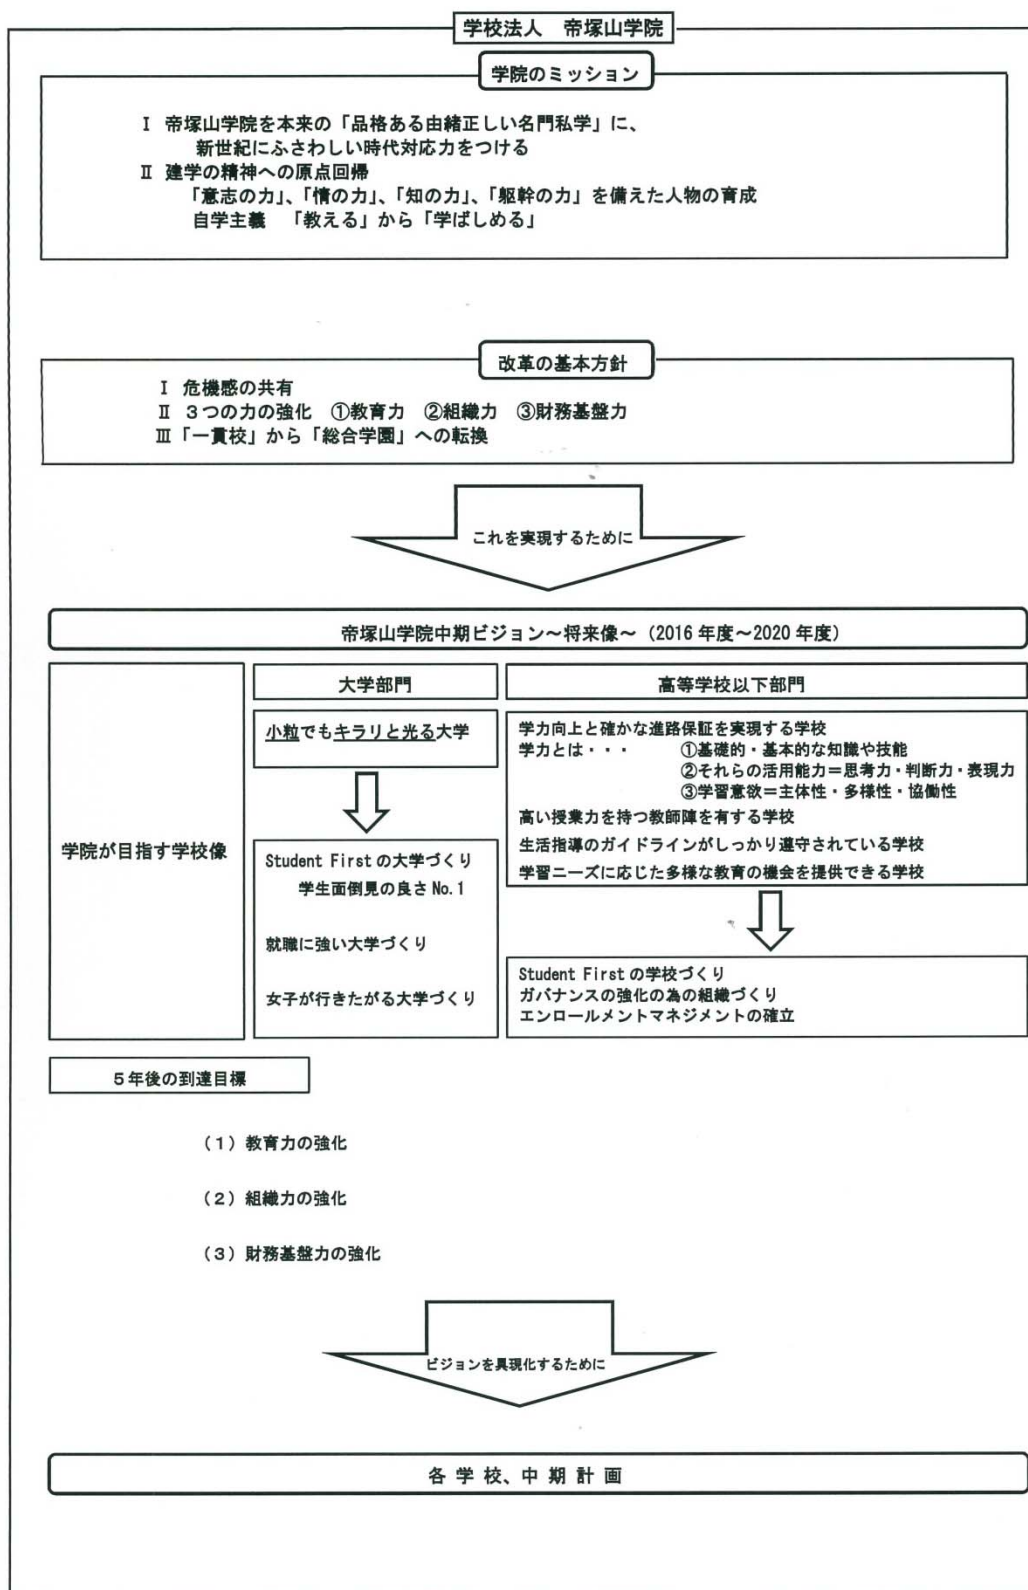 学校法人　帝塚山学院
学院のミッション
Ⅰ 帝塚山学院を本来の「品格ある由緒正しい名門私学」に、
新世紀にふさわしい時代対応力をつける
Ⅱ 建学の精神への原点回帰
「意志の力」、「情の力」、「知の力」、「躯幹の力」を備えた人物の育成
自学主義　「教える」から「学ばしめる」
改革の基本方針
Ⅰ 危機感の共有
Ⅱ ３つの力の強化　①教育力　②組織力　③財務基盤力
Ⅲ「一貫校」から「総合学園」への転換
これを実現するために
帝塚山学院中期ビジョン～将来像～（2016 年度～2020 年度）
学院が目指す学校像
大学部門
小粒でもキラリと光る大学
Student First の大学づくり
学生面倒見の良さ No.1
就職に強い大学づくり
女子が行きたがる大学づくり
高等学校以下部門
学力向上と確かな進路保証を実現する学校
学力とは・・・　①基礎的・基本的な知識や技能
②それらの活用能力＝思考力・判断力・表現力
③学習意欲＝主体性・多様性・協働性
高い授業力を持つ教師陣を有する学校
生活指導のガイドラインがしっかり遵守されている学校
学習ニーズに応じた多様な教育の機会を提供できる学校
Student First の学校づくり
ガバナンスの強化の為の組織づくり
エンロールメントマネジメントの確立
５年後の到達目標
（１）教育力の強化
（２）組織力の強化
（３）財務基盤力の強化
ビジョンを具現化するために
各 学 校、中 期 計 画